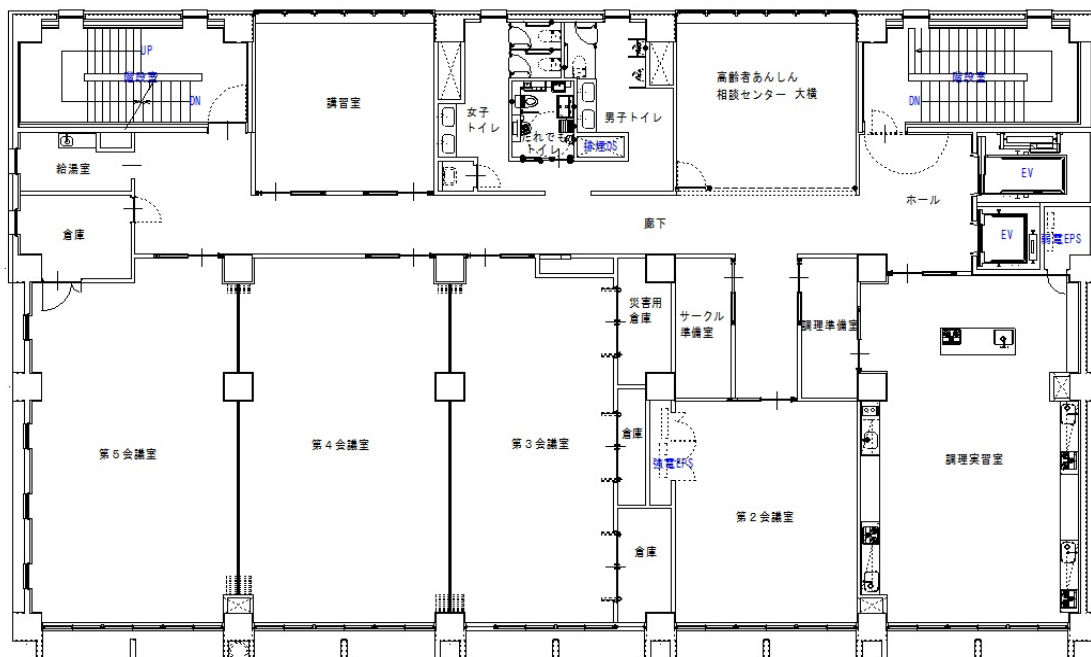 UP
階段室
DN
講習室
女子
トイレ
だれでも
トイレ
男子トイレ
排煙DS
高齢者あんしん
相談センター 大横
階段室
DN
給湯室
倉庫
廊下
ホール
EV
EV
弱電EPS
災害用
倉庫
サークル
準備室
調理準備室
第5会議室
第4会議室
第3会議室
倉庫
強電EPS
倉庫
第2会議室
調理実習室